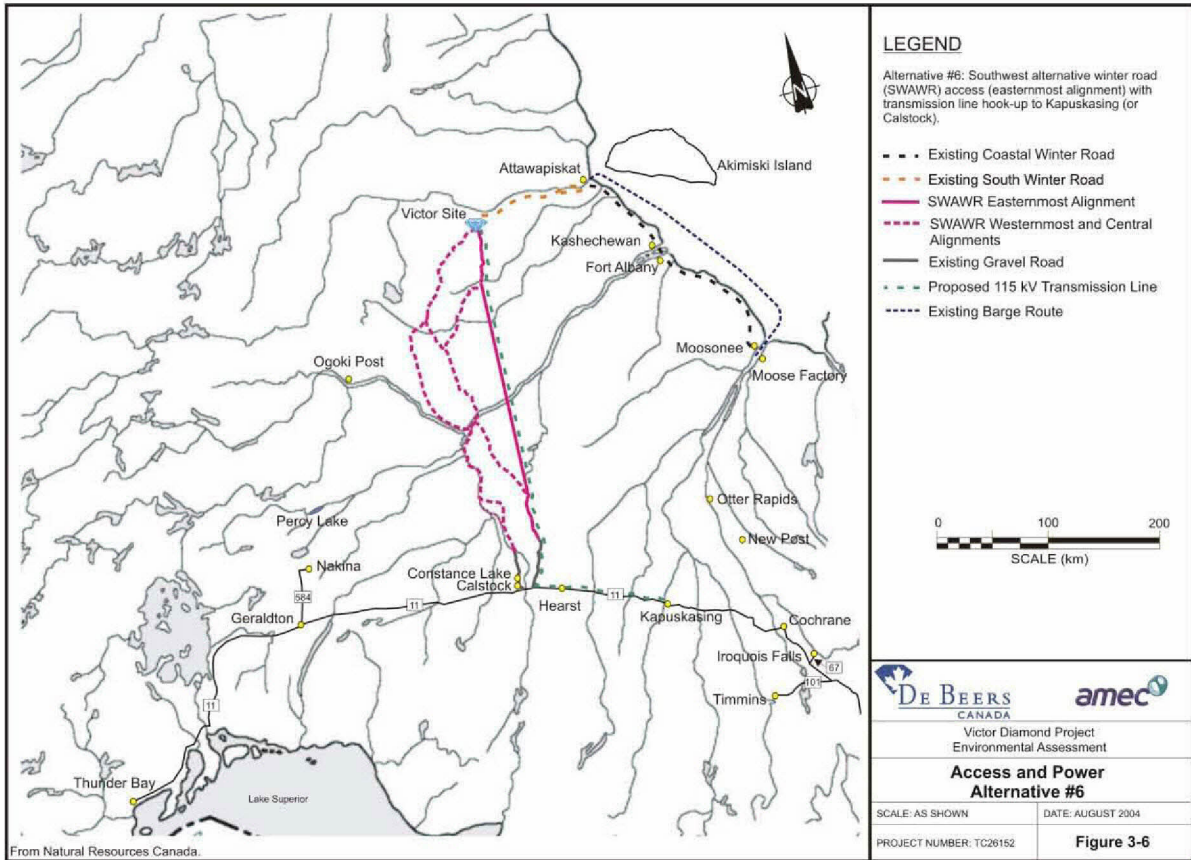 Attawapiskat
Akimiski Island
Victor Site
Kashechewan
Fort Albany
Moosonee
Moose Factory
Ogoki Post
Otter Rapids
Percy Lake
New Post
Nakina
Constance Lake
Calstock
584
Hearst
11
11
Kapuskasing
Geraldton
Cochrane
Iroquois Falls
67
101
Timmins
11
Thunder Bay
Lake Superior
From Natural Resources Canada.
N
LEGEND
Alternative #6: Southwest alternative winter road
(SWAWR) access (easternmost alignment) with
transmission line hook-up to Kapuskasing (or
Calstock).
Existing Coastal Winter Road
Existing South Winter Road
SWAWR Easternmost Alignment
SWAWR Westernmost and Central
Alignments
Existing Gravel Road
Proposed 115 kV Transmission Line
Existing Barge Route
0 100 200
SCALE (km)
DE BEERS
CANADA
amec
Victor Diamond Project
Environmental Assessment
Access and Power
Alternative #6
SCALE: AS SHOWN
DATE: AUGUST 2004
PROJECT NUMBER: TC26152
Figure 3-6